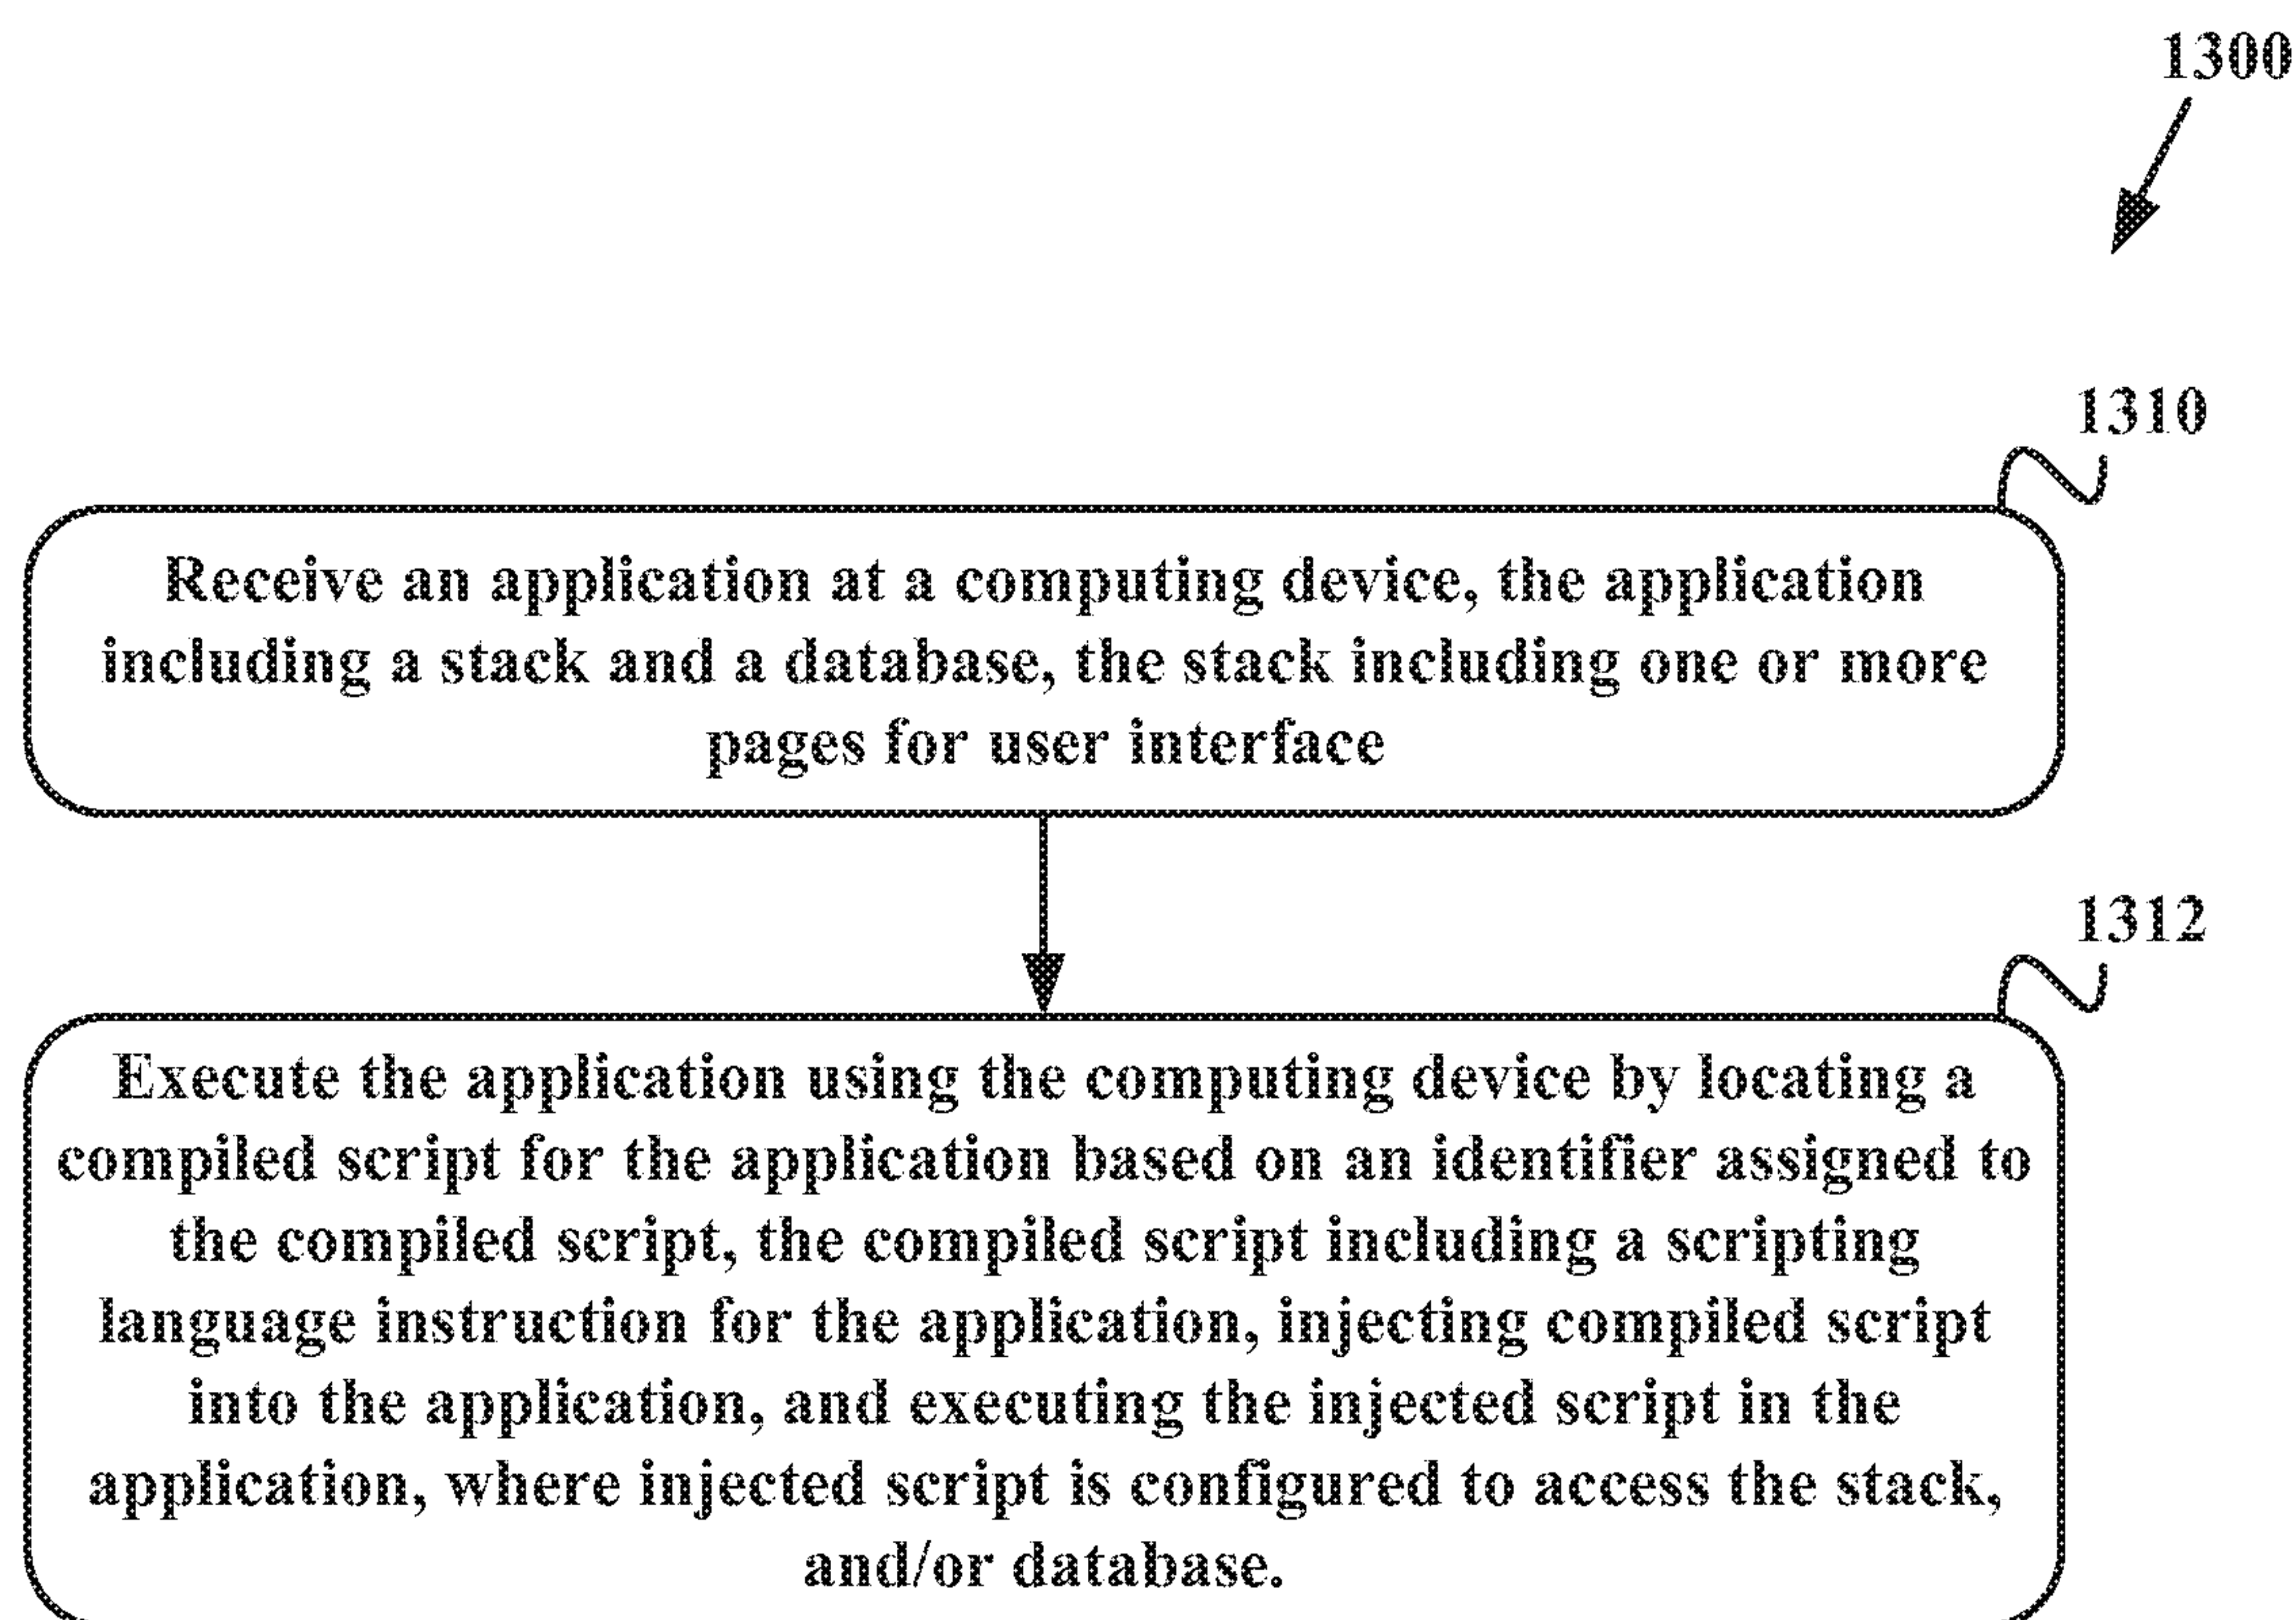 1300
1310
Receive an application at a computing device, the application
including a stack and a database, the stack including one or more
pages for user interface
1312
Execute the application using the computing device by locating a
compiled script for the application based on an identifier assigned to
the compiled script, the compiled script including a scripting
language instruction for the application, injecting compiled script
into the application, and executing the injected script in the
application, where injected script is configured to access the stack,
and/or database.